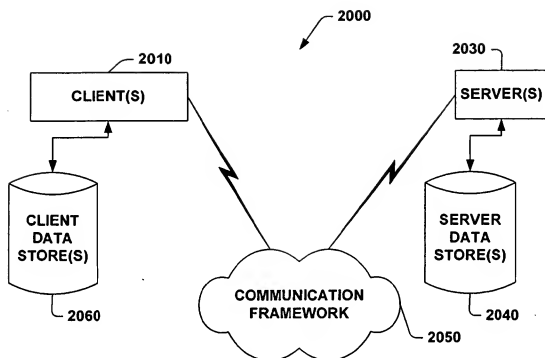 2000
2010
2030
CLIENT(S)
SERVER(S)
CLIENT
DATA
STORE(S)
SERVER
DATA
STORE(S)
COMMUNICATION
FRAMEWORK
2060
2050
2040